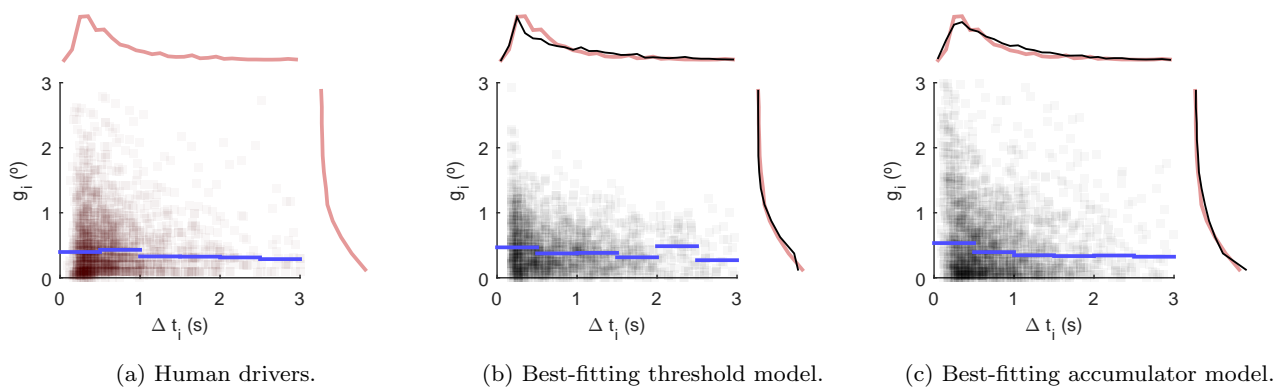 3
2
1
0
g_i (º)
0 1 2 3
Δ t_i (s)
(a) Human drivers.
3
2
1
0
g_i (º)
0 1 2 3
Δ t_i (s)
(b) Best-fitting threshold model.
3
2
1
0
g_i (º)
0 1 2 3
Δ t_i (s)
(c) Best-fitting accumulator model.